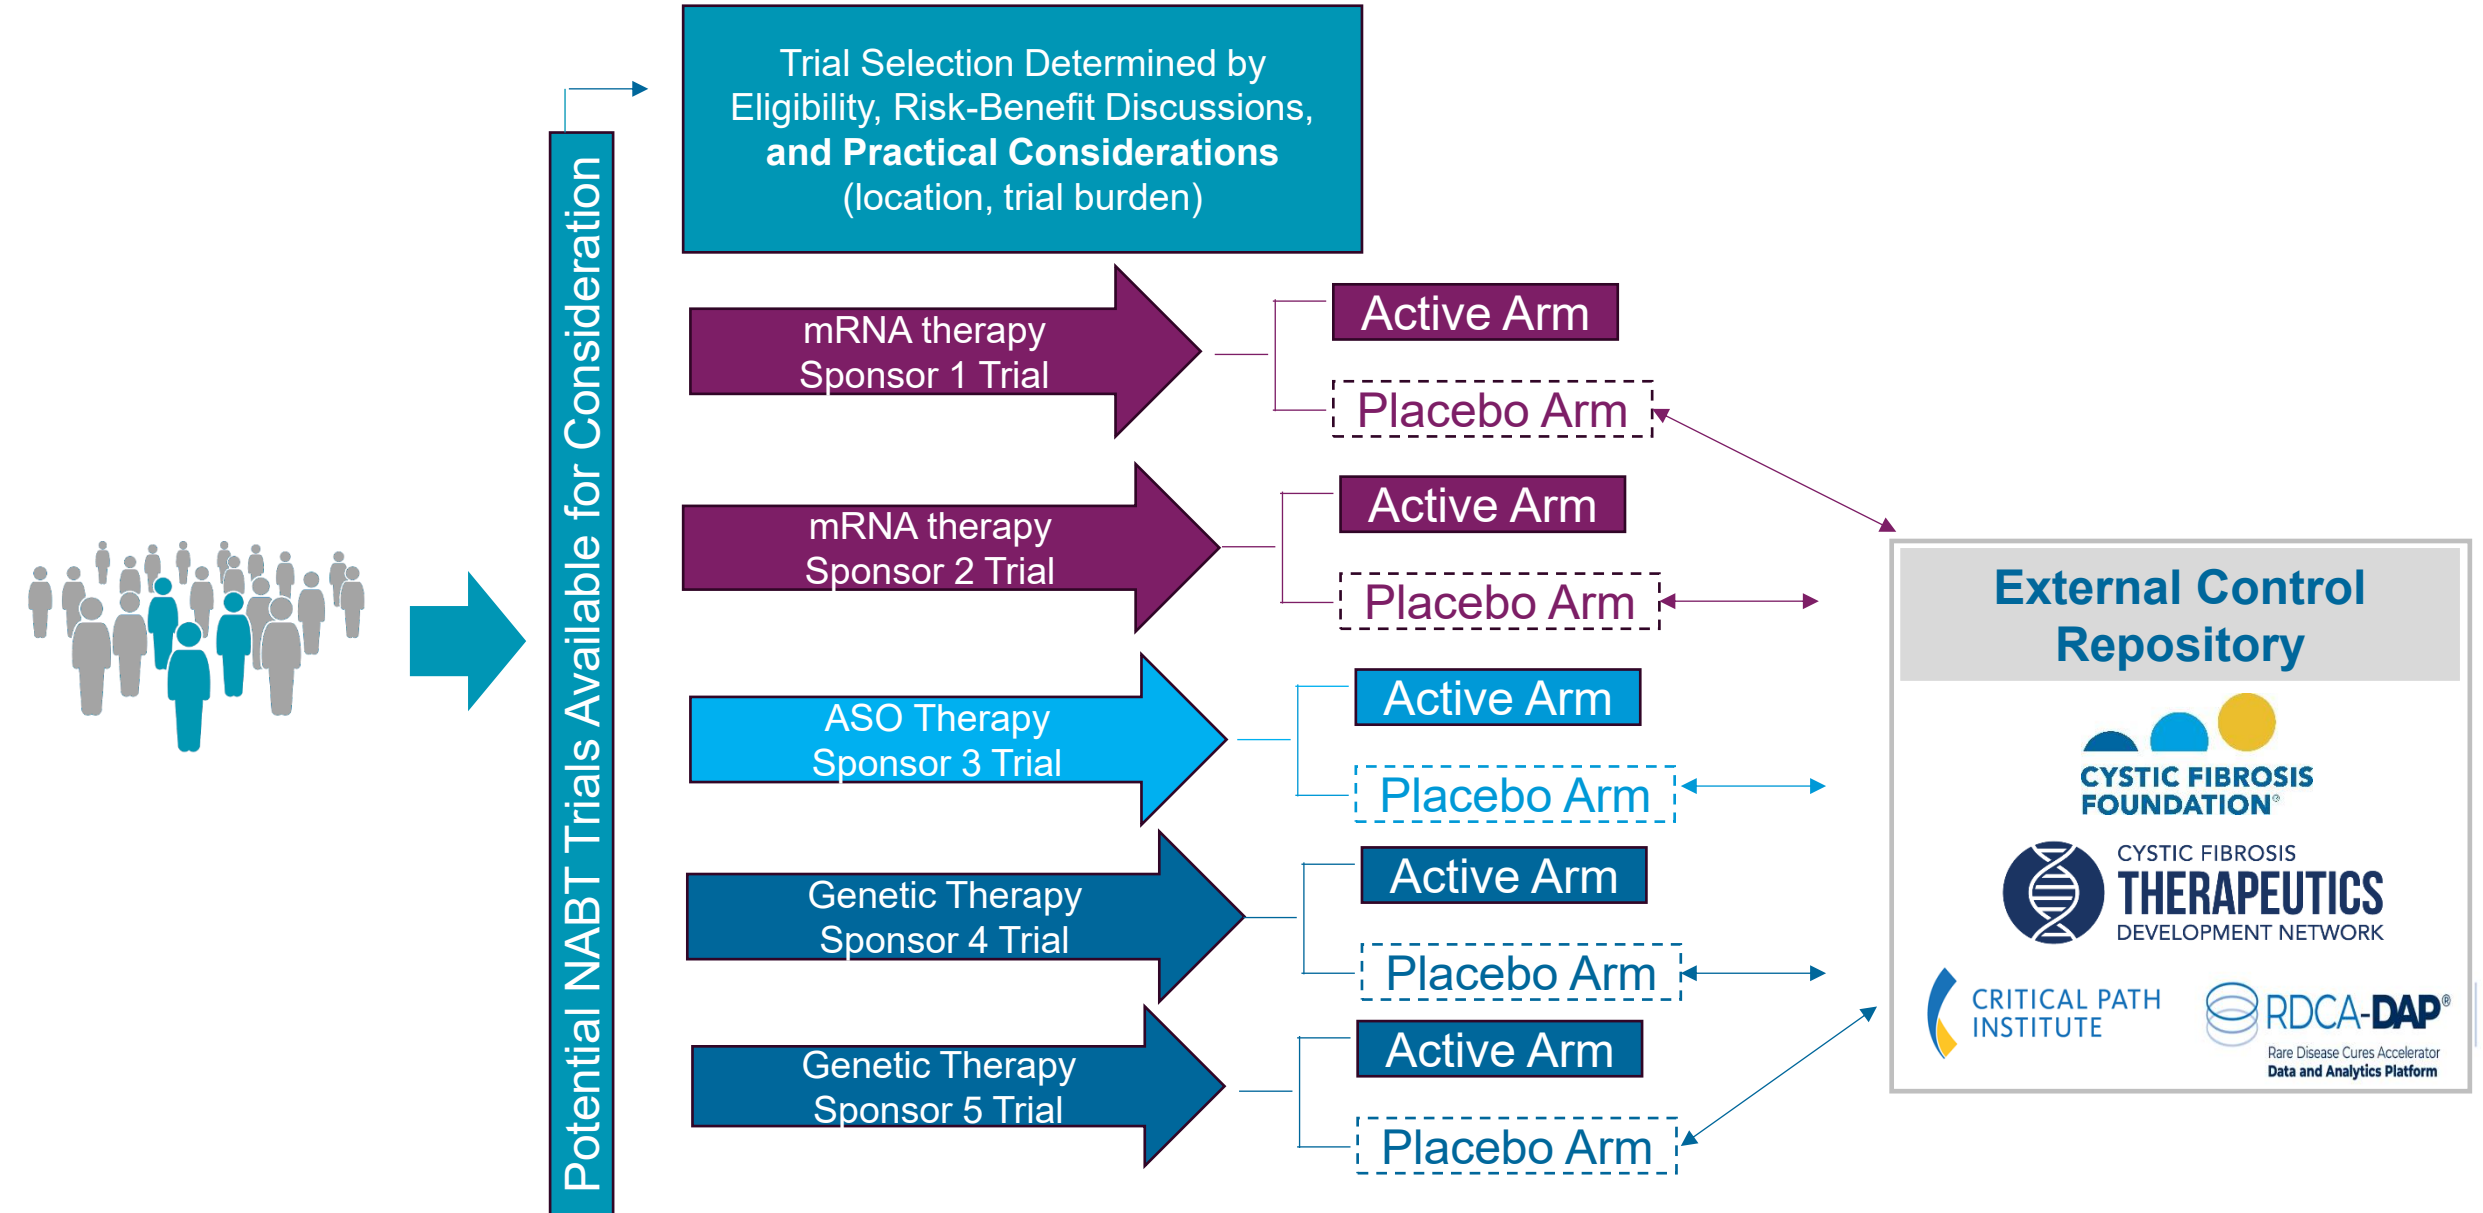 Trial Selection Determined by
Eligibility, Risk-Benefit Discussions,
and Practical Considerations
(location, trial burden)
Potential NABT Trials Available for Consideration
mRNA therapy
Sponsor 1 Trial
Active Arm
Placebo Arm
mRNA therapy
Sponsor 2 Trial
Active Arm
Placebo Arm
ASO Therapy
Sponsor 3 Trial
Active Arm
Placebo Arm
Genetic Therapy
Sponsor 4 Trial
Active Arm
Placebo Arm
Genetic Therapy
Sponsor 5 Trial
Active Arm
Placebo Arm
External Control
Repository
CYSTIC FIBROSIS
FOUNDATION®
CYSTIC FIBROSIS
THERAPEUTICS
DEVELOPMENT NETWORK
CRITICAL PATH
INSTITUTE
RDCA-DAP®
Rare Disease Cures Accelerator
Data and Analytics Platform